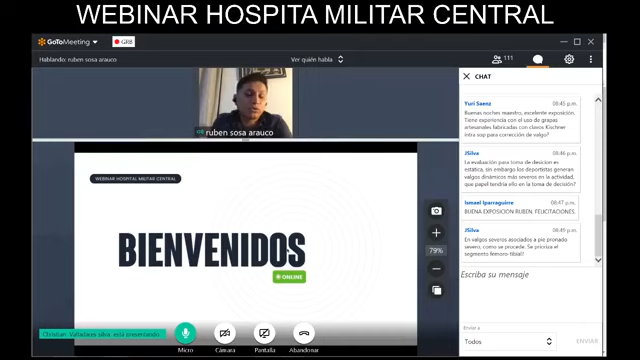 WEBINAR HOSPITA MILITAR CENTRAL
GoToMeeting
GRB
Hablando: ruben sosa arauco
Ver quién habla
111
CHAT
ruben sosa arauco
Yuri Saenz
08:45 p.m.
Buenas noches maestro, excelente exposicion.
Tiene experiencia con el uso de grapas
artesanales fabricadas con clavos Kischner
intra sop para corrección de valgo?
JSilva
08:46 p.m.
La evaluación para toma de desicion es
estática, sin embargo los deportistas generan
valgos dinámicos más severos en la actividad,
que papel tendría ello en la toma de decisión?
Ismael Iparraguirre
08:47 p.m.
BUENA EXPOSICION RUBEN. FELICITACIONES.
JSilva
08:49 p.m.
En valgos severos asociados a pie pronado
severo, como se procede. Se prioriza el
segmento femoro-tibial?
Escriba su mensaje
Enviar a
Todos
ENVIAR
WEBINAR HOSPITAL MILITAR CENTRAL
BIENVENIDOS
ONLINE
79%
Christian Valladares silva está presentando...
Micro
Cámara
Pantalla
Abandonar